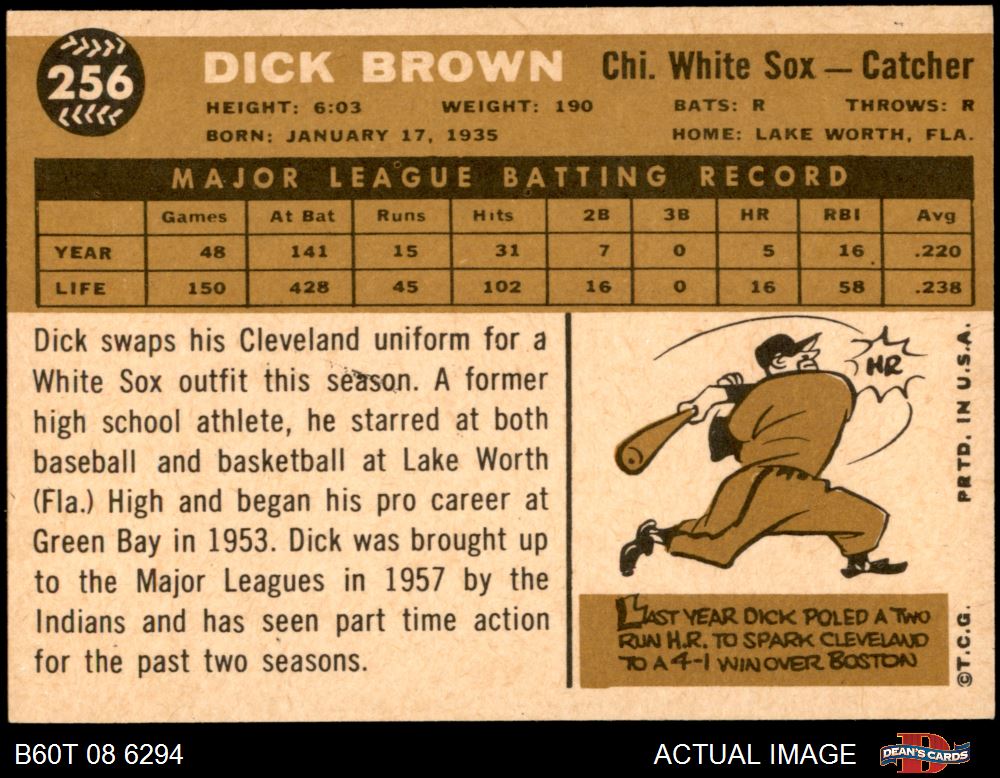 256
DICK BROWN Chi. White Sox — Catcher
HEIGHT: 6:03 WEIGHT: 190 BATS: R THROWS: R
BORN: JANUARY 17, 1935 HOME: LAKE WORTH, FLA.
MAJOR LEAGUE BATTING RECORD
Games At Bat Runs Hits 2B 3B HR RBI Avg
YEAR 48 141 15 31 7 0 5 16 .220
LIFE 150 428 45 102 16 0 16 58 .238
Dick swaps his Cleveland uniform for a
White Sox outfit this season. A former
high school athlete, he starred at both
baseball and basketball at Lake Worth
(Fla.) High and began his pro career at
Green Bay in 1953. Dick was brought up
to the Major Leagues in 1957 by the
Indians and has seen part time action
for the past two seasons.
HR
LAST YEAR DICK POLED A TWO
RUN H.R. TO SPARK CLEVELAND
TO A 4-1 WIN OVER BOSTON
©T.C.G. PRTD. IN U.S.A.
B60T 08 6294 ACTUAL IMAGE DEAN'S CARDS